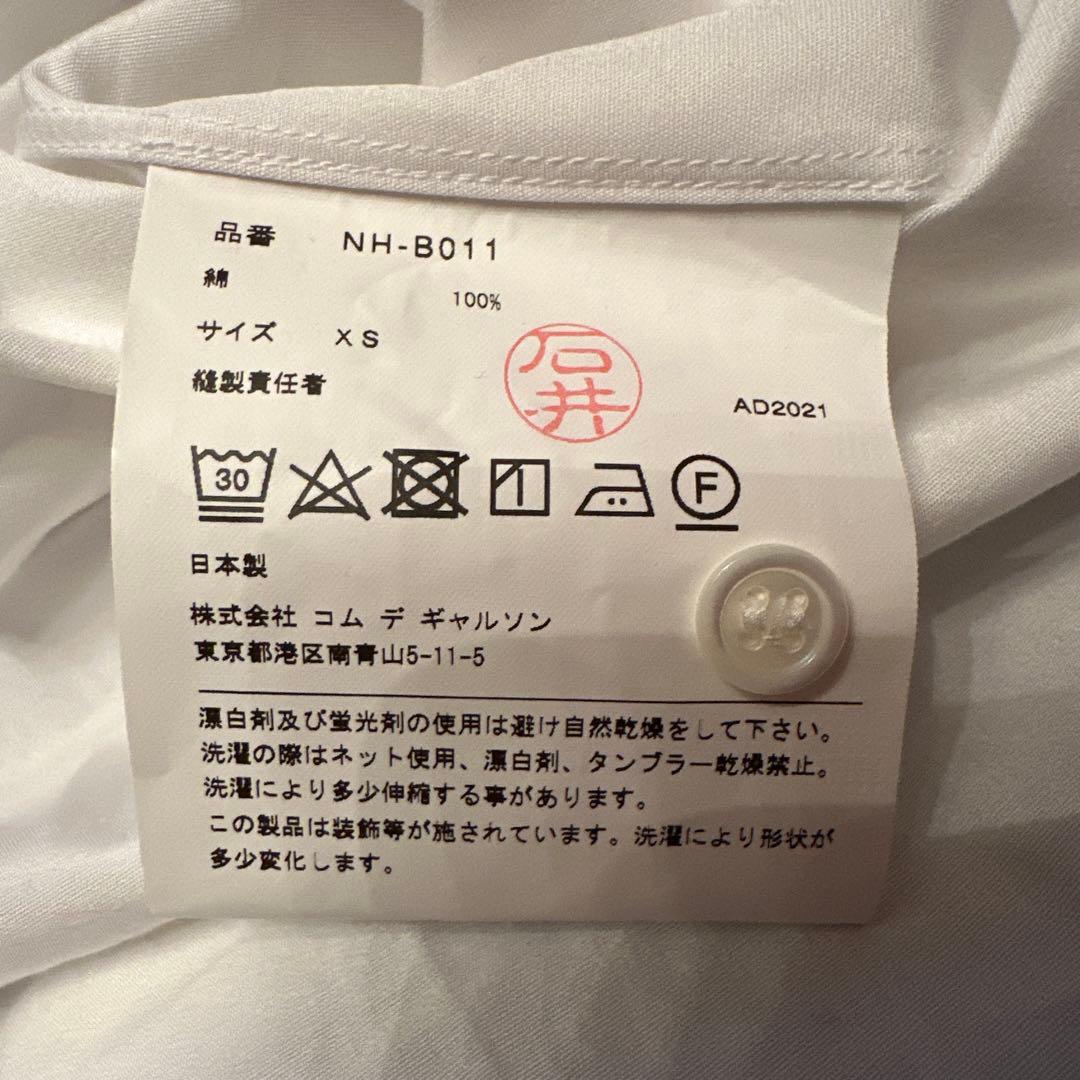 品番 NH-B011
綿 100%
サイズ XS
縫製責任者 石井 AD2021
30 F
日本製
株式会社 コム デ ギャルソン
東京都港区南青山5-11-5
漂白剤及び蛍光剤の使用は避け自然乾燥をして下さい。
洗濯の際はネット使用、漂白剤、タンブラー乾燥禁止。
洗濯により多少伸縮する事があります。
この製品は装飾等が施されています。洗濯により形状が
多少変化します。